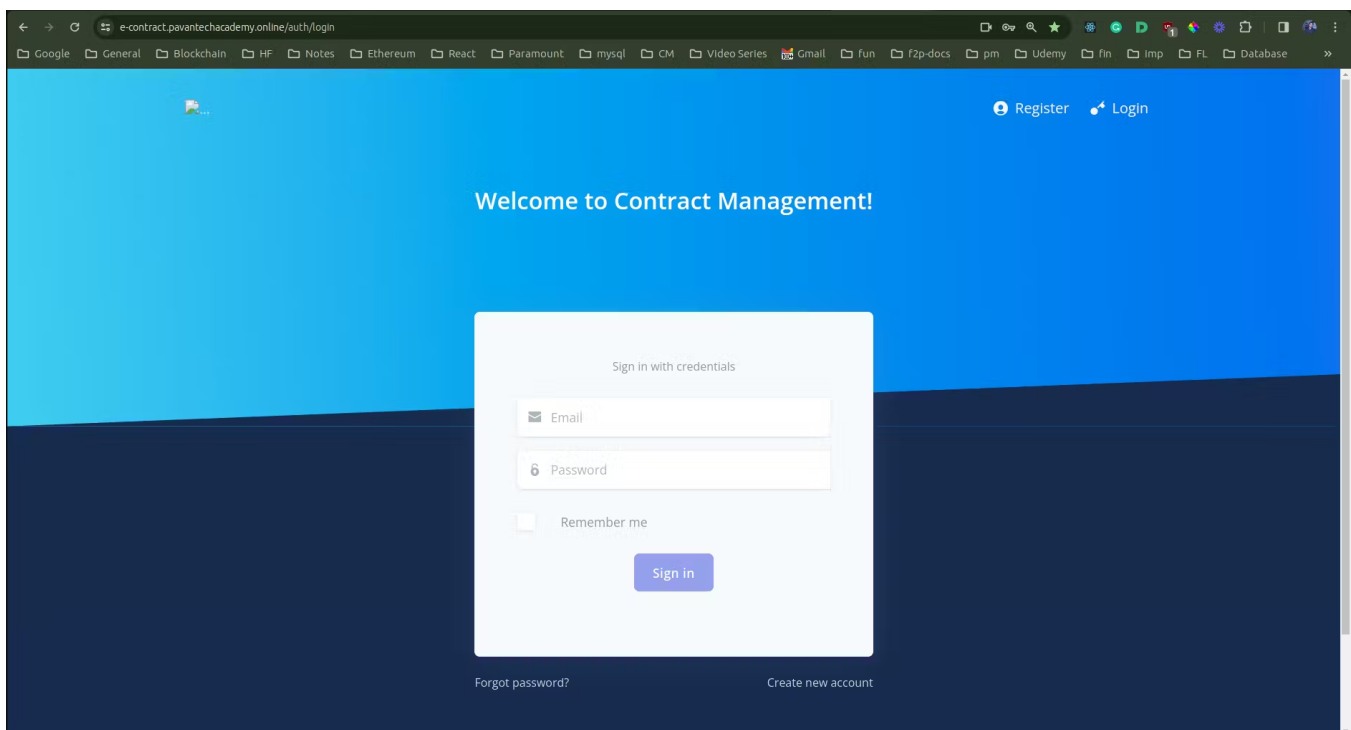 e-contract.pavantechacademy.online/auth/login
Google General Blockchain HF Notes Ethereum React Paramount mysql CM Video Series Gmail fun f2p-docs pm Udemy fin Imp FL Database »
...
Register Login
Welcome to Contract Management!
Sign in with credentials
Email
Password
Remember me
Sign in
Forgot password? Create new account